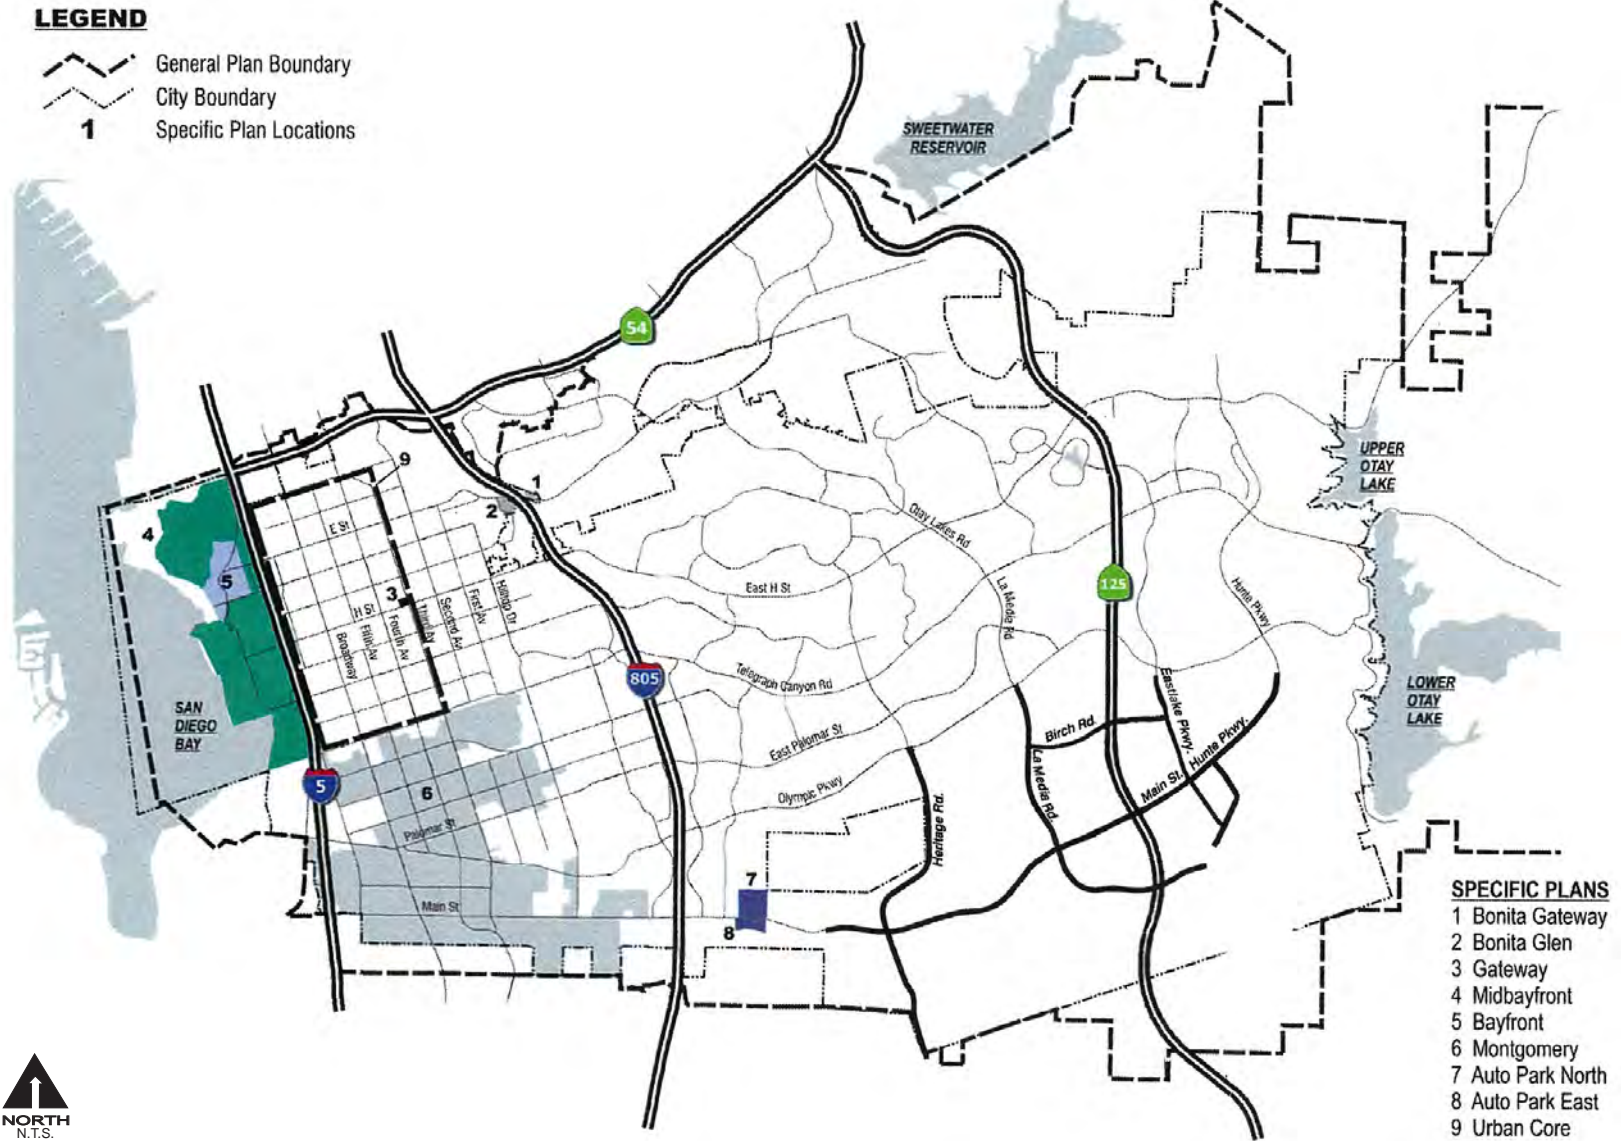 LEGEND
General Plan Boundary
City Boundary
1 Specific Plan Locations
SWEETWATER
RESERVOIR
54
9
1
2
4
E St
5
3
H St
Broadway
Fifth Av
Fourth Av
Third Av
Second Av
First Av
Hilltop Dr
Otay Lakes Rd
East H St
La Media Rd
125
Hunte Pkwy
UPPER
OTAY
LAKE
LOWER
OTAY
LAKE
SAN
DIEGO
BAY
805
Telegraph Canyon Rd
Eastlake Pkwy.
Birch Rd.
East Palomar St
Hunte Pkwy.
Main St.
La Media Rd.
Olympic Pkwy
Heritage Rd.
5
6
Palomar St
7
Main St
8
SPECIFIC PLANS
1 Bonita Gateway
2 Bonita Glen
3 Gateway
4 Midbayfront
5 Bayfront
6 Montgomery
7 Auto Park North
8 Auto Park East
9 Urban Core
NORTH
N.T.S.